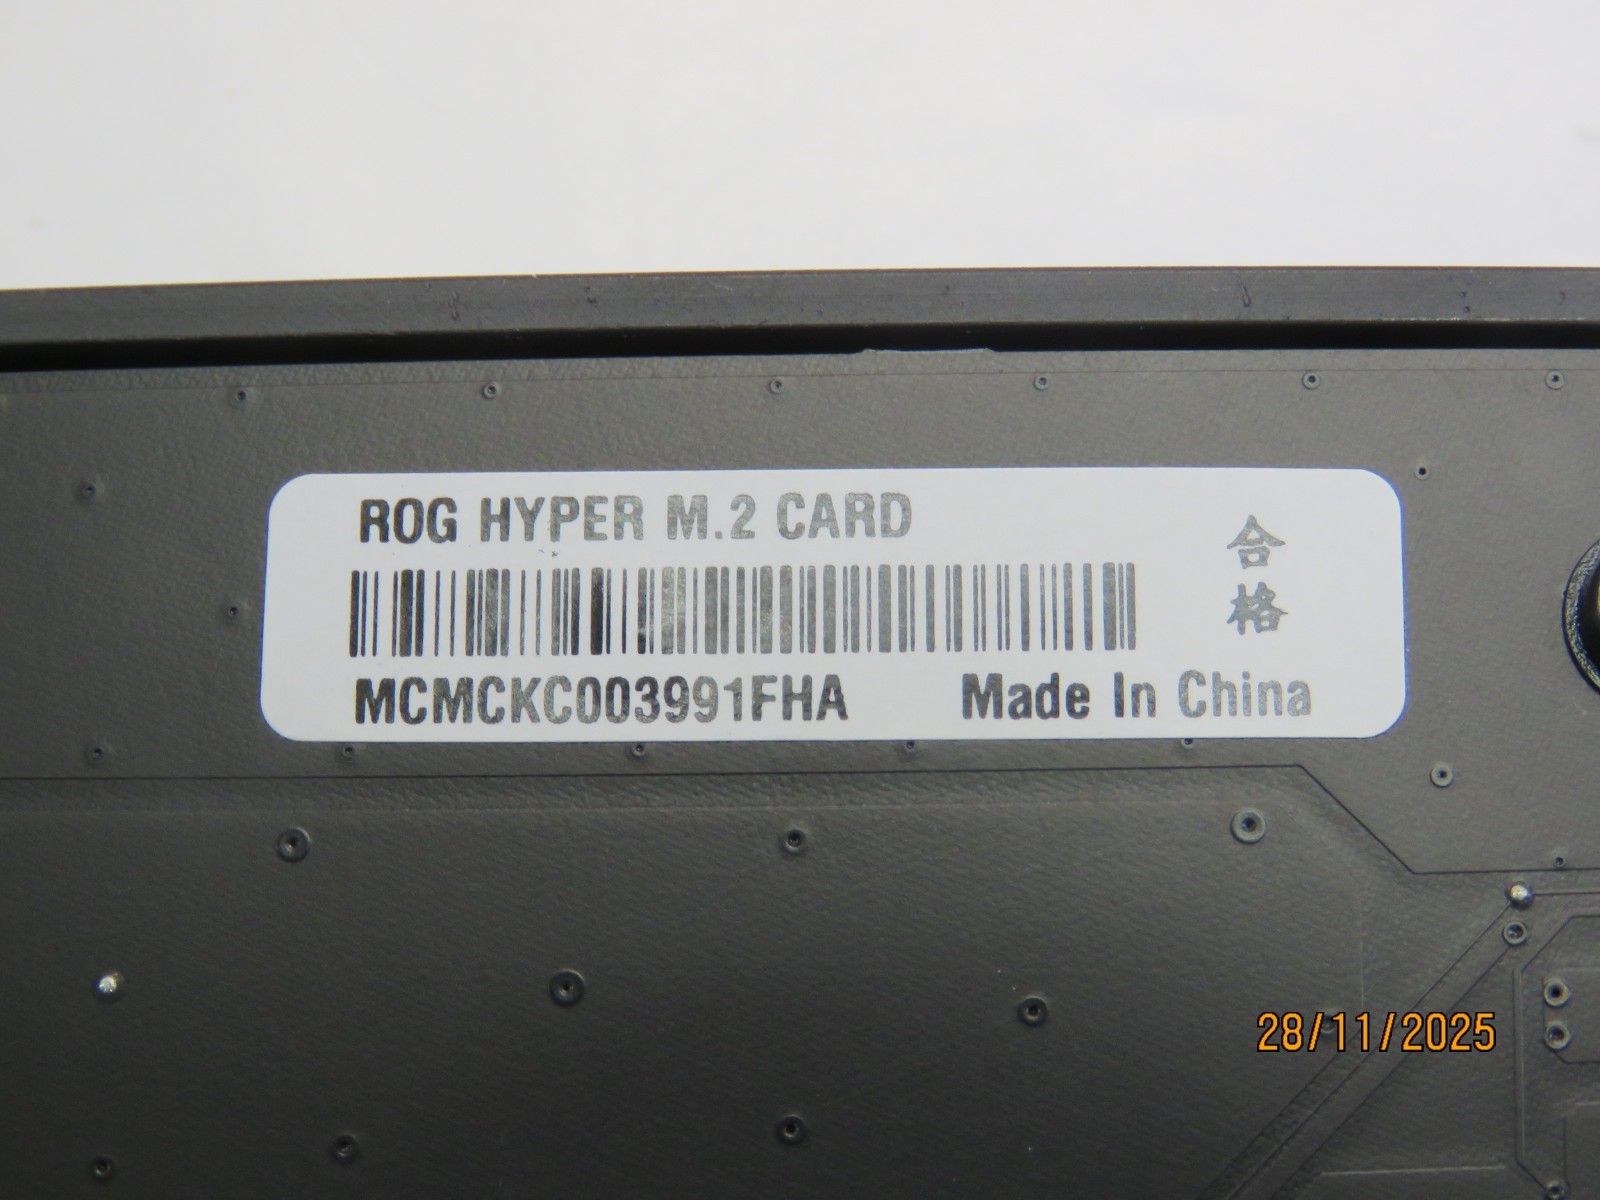 ROG HYPER M.2 CARD
合格
MCMCKC003991FHA
Made In China
28/11/2025